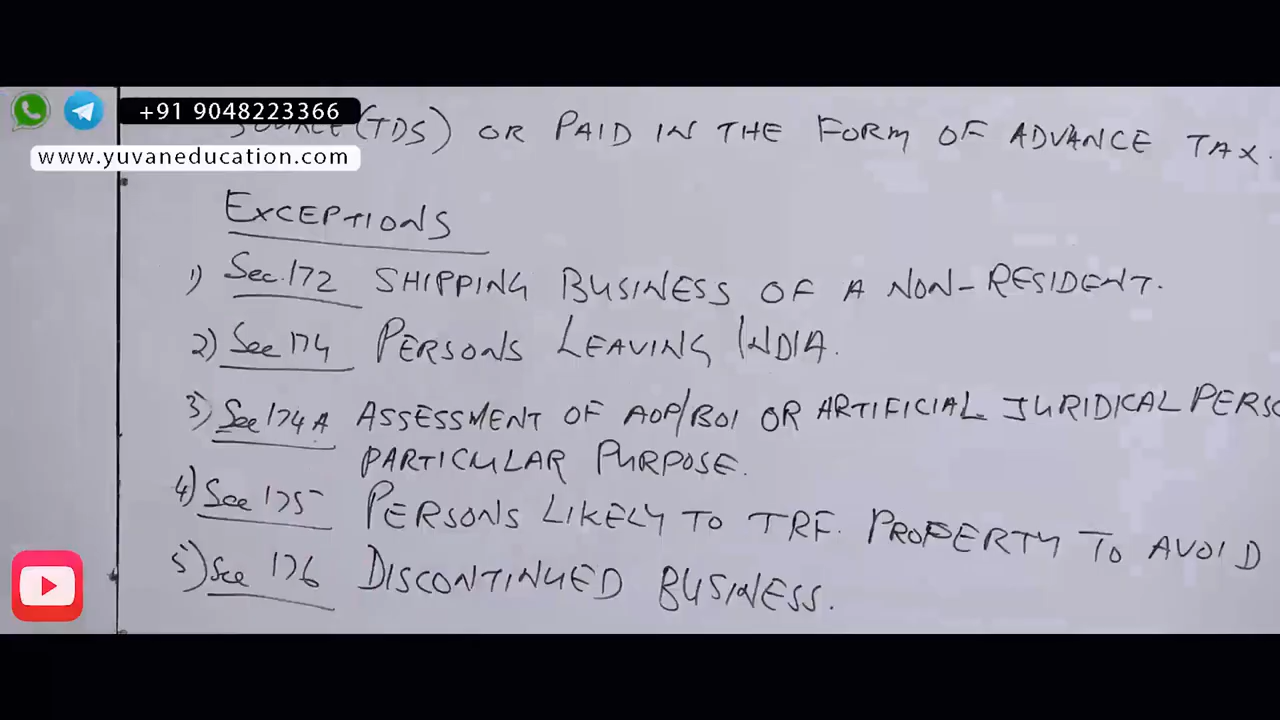 +91 9048223366
(TDS) OR PAID IN THE FORM OF ADVANCE TAX.
www.yuvaneducation.com
EXCEPTIONS
1) Sec.172 SHIPPING BUSINESS OF A NON-RESIDENT.
2) Sec 174 PERSONS LEAVING INDIA.
3) Sec 174A ASSESSMENT OF AOP/BOI OR ARTIFICIAL JURIDICAL PERSO
PARTICULAR PURPOSE.
4) Sec 175 PERSONS LIKELY TO TRF. PROPERTY TO AVOID
5) Sec 176 DISCONTINUED BUSINESS.